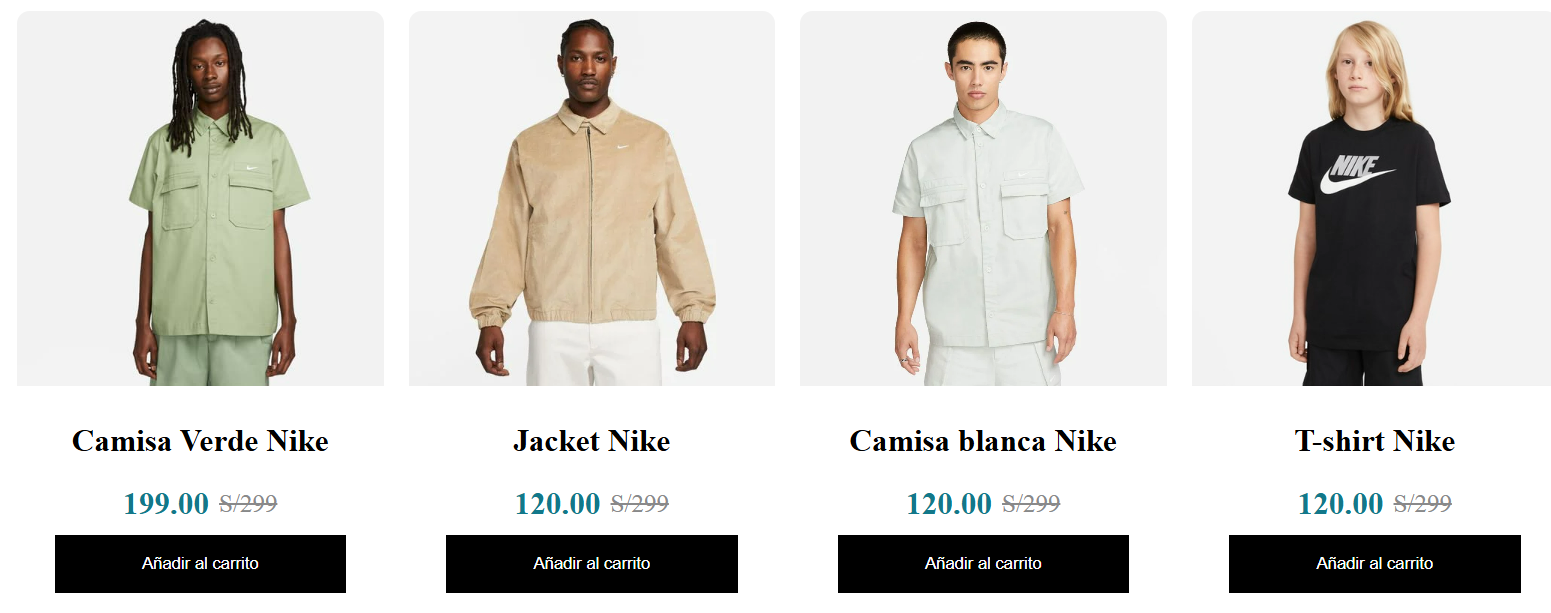 NIKE
Camisa Verde Nike
Jacket Nike
Camisa blanca Nike
T-shirt Nike
199.00 S/299
120.00 S/299
120.00 S/299
120.00 S/299
Añadir al carrito
Añadir al carrito
Añadir al carrito
Añadir al carrito